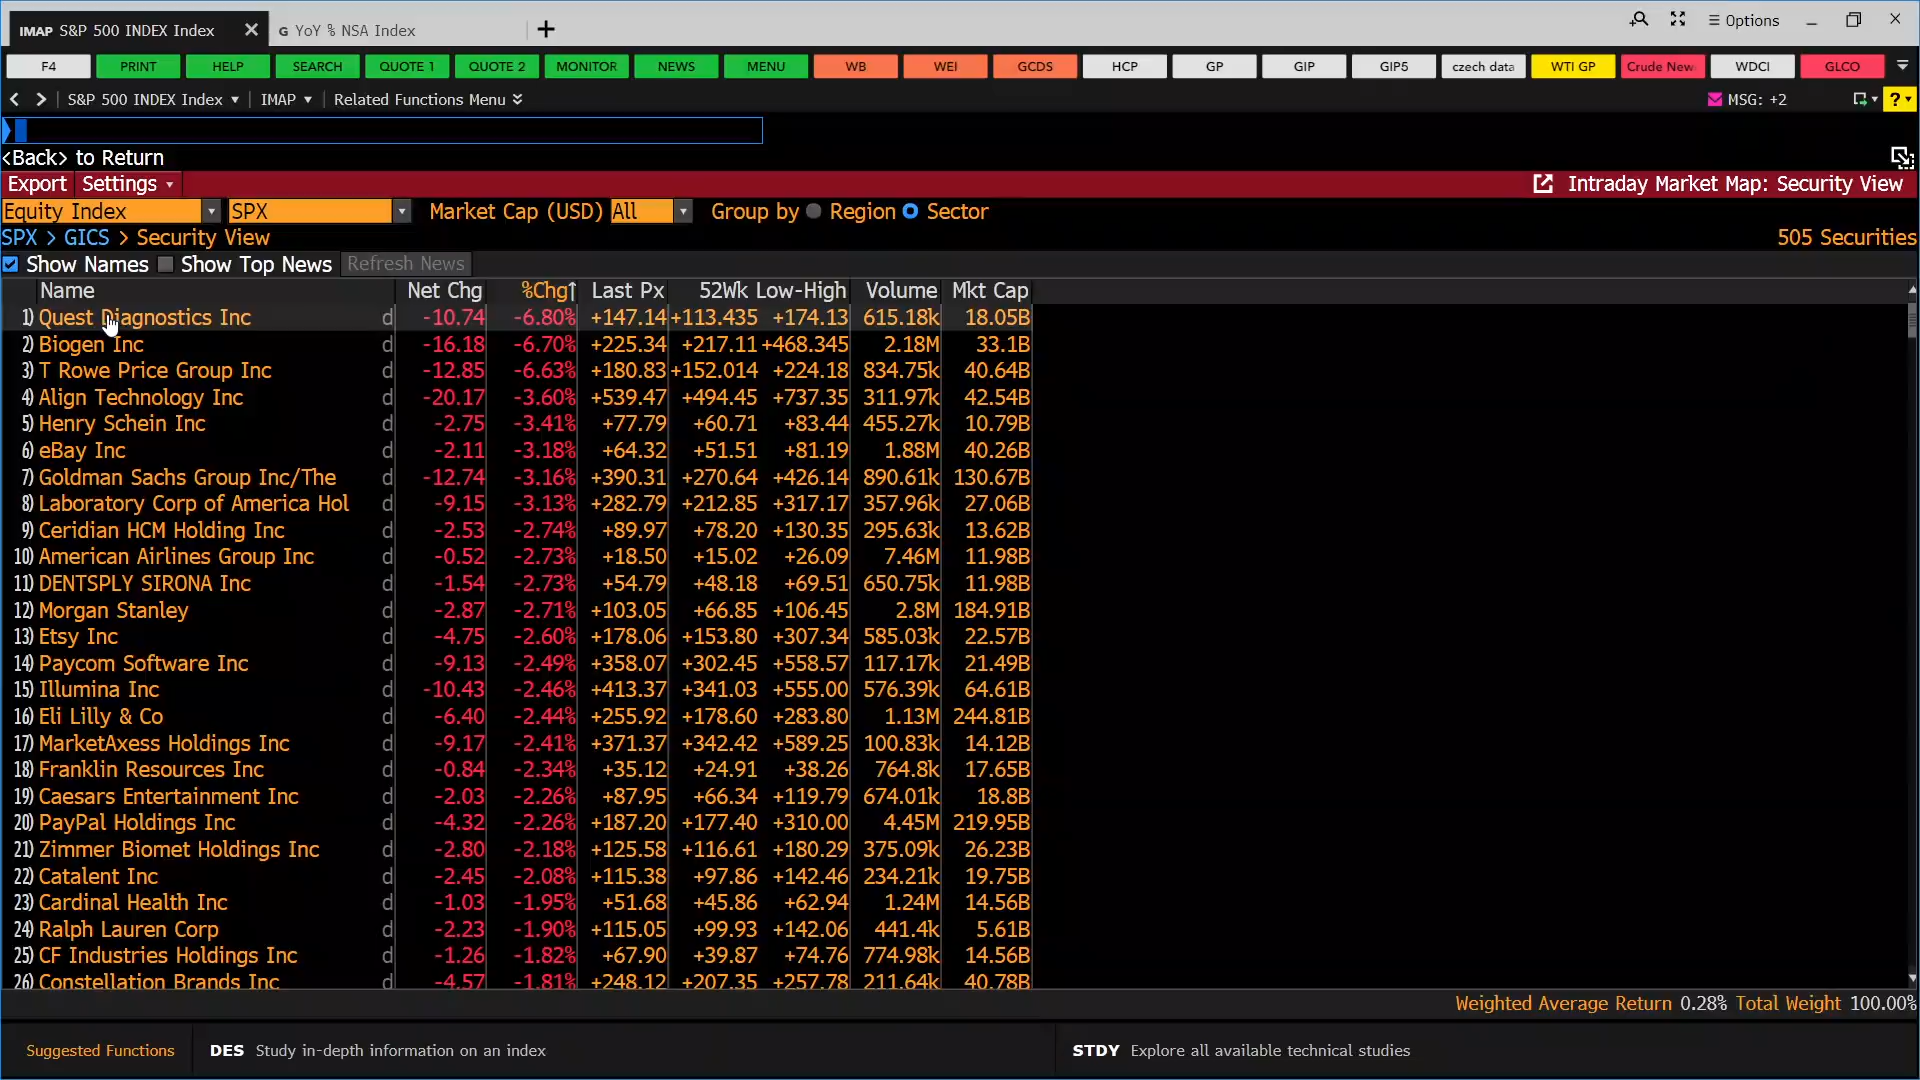 IMAP S&P 500 INDEX Index G YoY % NSA Index Options
F4 PRINT HELP SEARCH QUOTE 1 QUOTE 2 MONITOR NEWS MENU WB WEI GCDS HCP GP GIP GIP5 czech data WTI GP Crude New WDCI GLCO
S&P 500 INDEX Index IMAP Related Functions Menu MSG: +2 ?
<Back> to Return
Export Settings Intraday Market Map: Security View
Equity Index SPX Market Cap (USD) All Group by Region Sector
SPX > GICS > Security View 505 Securities
Show Names Show Top News Refresh News
Name Net Chg %Chg↑ Last Px 52Wk Low-High Volume Mkt Cap
1) Quest Diagnostics Inc d -10.74 -6.80% +147.14 +113.435 +174.13 615.18k 18.05B
2) Biogen Inc d -16.18 -6.70% +225.34 +217.11 +468.345 2.18M 33.1B
3) T Rowe Price Group Inc d -12.85 -6.63% +180.83 +152.014 +224.18 834.75k 40.64B
4) Align Technology Inc d -20.17 -3.60% +539.47 +494.45 +737.35 311.97k 42.54B
5) Henry Schein Inc d -2.75 -3.41% +77.79 +60.71 +83.44 455.27k 10.79B
6) eBay Inc d -2.11 -3.18% +64.32 +51.51 +81.19 1.88M 40.26B
7) Goldman Sachs Group Inc/The d -12.74 -3.16% +390.31 +270.64 +426.14 890.61k 130.67B
8) Laboratory Corp of America Hol d -9.15 -3.13% +282.79 +212.85 +317.17 357.96k 27.06B
9) Ceridian HCM Holding Inc d -2.53 -2.74% +89.97 +78.20 +130.35 295.63k 13.62B
10) American Airlines Group Inc d -0.52 -2.73% +18.50 +15.02 +26.09 7.46M 11.98B
11) DENTSPLY SIRONA Inc d -1.54 -2.73% +54.79 +48.18 +69.51 650.75k 11.98B
12) Morgan Stanley d -2.87 -2.71% +103.05 +66.85 +106.45 2.8M 184.91B
13) Etsy Inc d -4.75 -2.60% +178.06 +153.80 +307.34 585.03k 22.57B
14) Paycom Software Inc d -9.13 -2.49% +358.07 +302.45 +558.57 117.17k 21.49B
15) Illumina Inc d -10.43 -2.46% +413.37 +341.03 +555.00 576.39k 64.61B
16) Eli Lilly & Co d -6.40 -2.44% +255.92 +178.60 +283.80 1.13M 244.81B
17) MarketAxess Holdings Inc d -9.17 -2.41% +371.37 +342.42 +589.25 100.83k 14.12B
18) Franklin Resources Inc d -0.84 -2.34% +35.12 +24.91 +38.26 764.8k 17.65B
19) Caesars Entertainment Inc d -2.03 -2.26% +87.95 +66.34 +119.79 674.01k 18.8B
20) PayPal Holdings Inc d -4.32 -2.26% +187.20 +177.40 +310.00 4.45M 219.95B
21) Zimmer Biomet Holdings Inc d -2.80 -2.18% +125.58 +116.61 +180.29 375.09k 26.23B
22) Catalent Inc d -2.45 -2.08% +115.38 +97.86 +142.46 234.21k 19.75B
23) Cardinal Health Inc d -1.03 -1.95% +51.68 +45.86 +62.94 1.24M 14.56B
24) Ralph Lauren Corp d -2.23 -1.90% +115.05 +99.93 +142.06 441.4k 5.61B
25) CF Industries Holdings Inc d -1.26 -1.82% +67.90 +39.87 +74.76 774.98k 14.56B
26) Constellation Brands Inc d -4.57 -1.81% +248.12 +207.35 +257.78 211.64k 40.78B
Weighted Average Return 0.28% Total Weight 100.00%
Suggested Functions DES Study in-depth information on an index STDY Explore all available technical studies